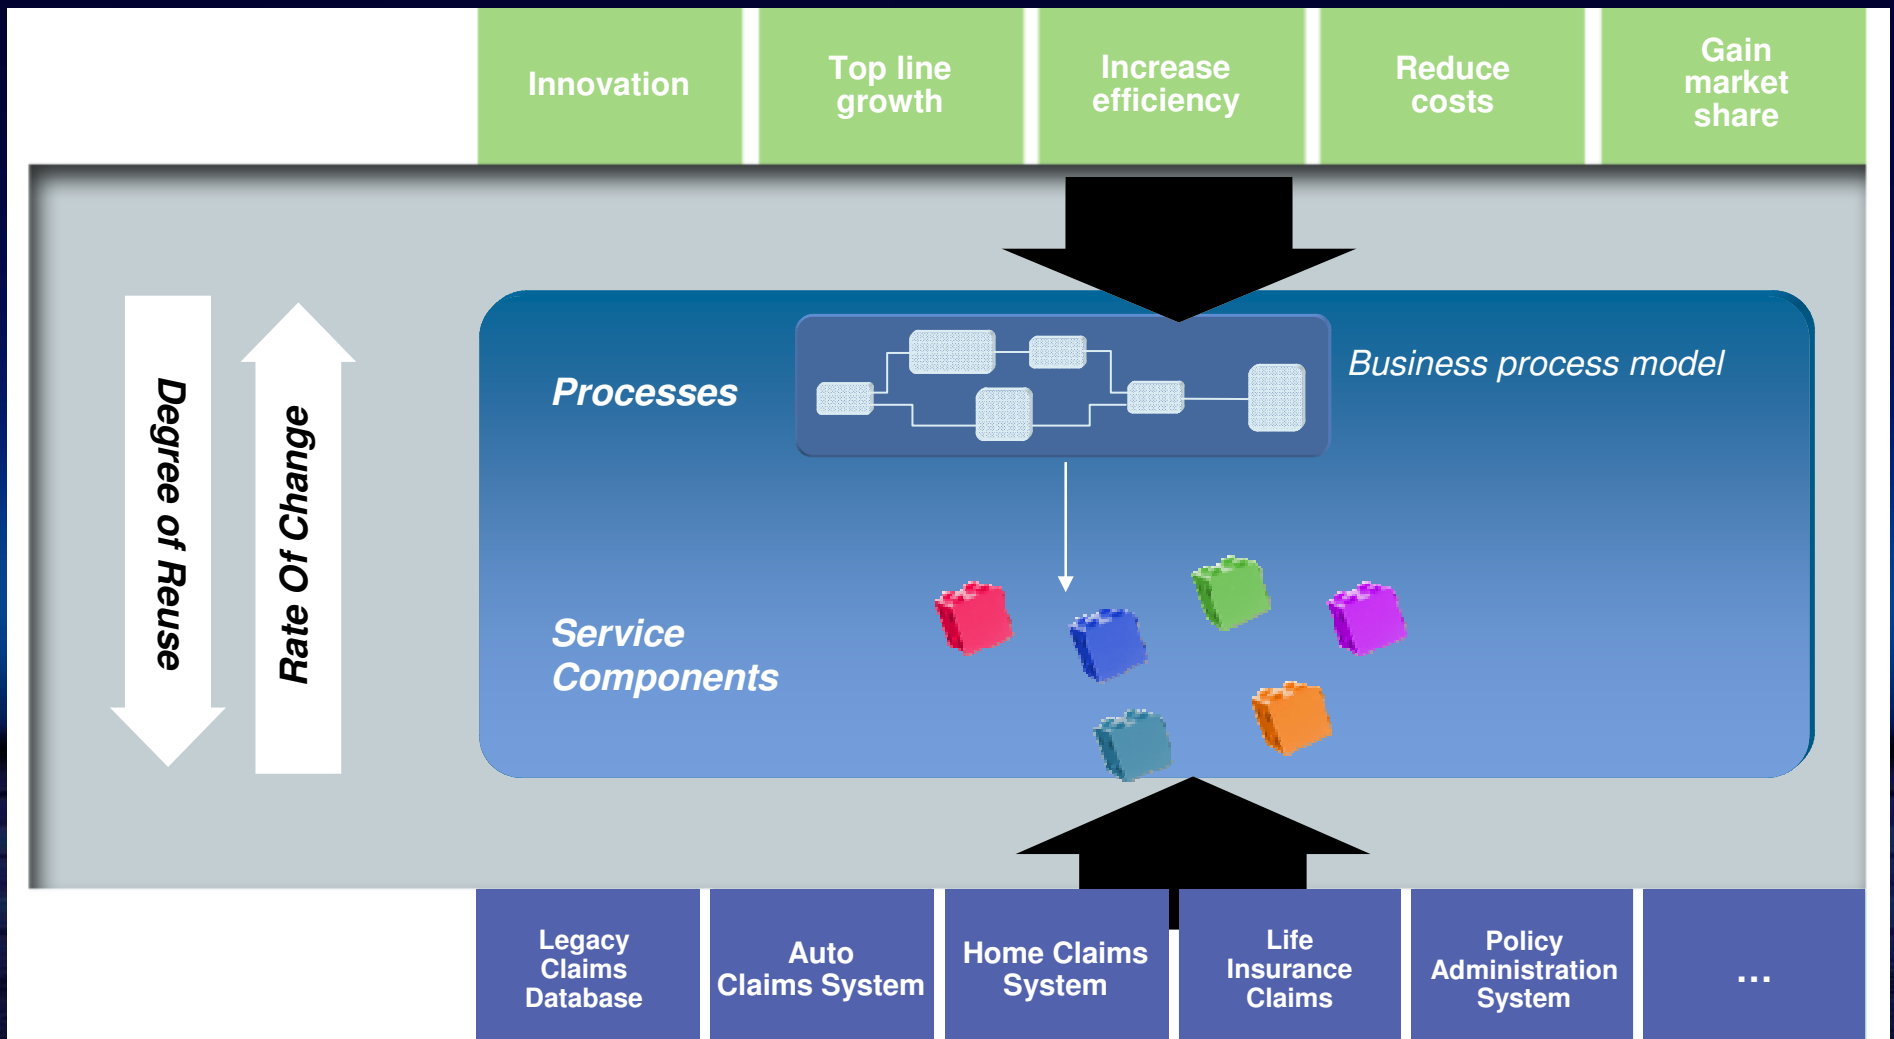 Innovation
Top line
growth
Increase
efficiency
Reduce
costs
Gain
market
share
Degree of Reuse
Rate Of Change
Processes
Business process model
Service
Components
Legacy
Claims
Database
Auto
Claims System
Home Claims
System
Life
Insurance
Claims
Policy
Administration
System
...